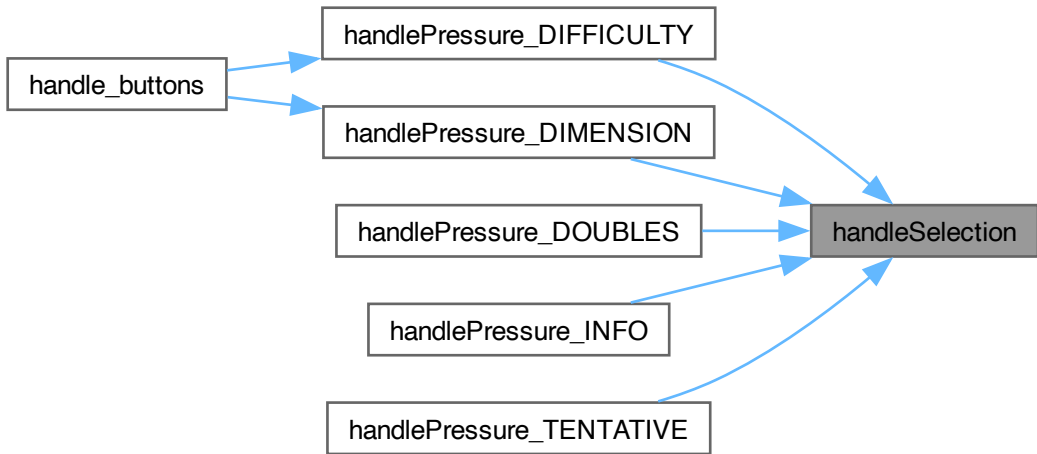 handle_buttons
handlePressure_DIFFICULTY
handlePressure_DIMENSION
handlePressure_DOUBLES
handlePressure_INFO
handlePressure_TENTATIVE
handleSelection